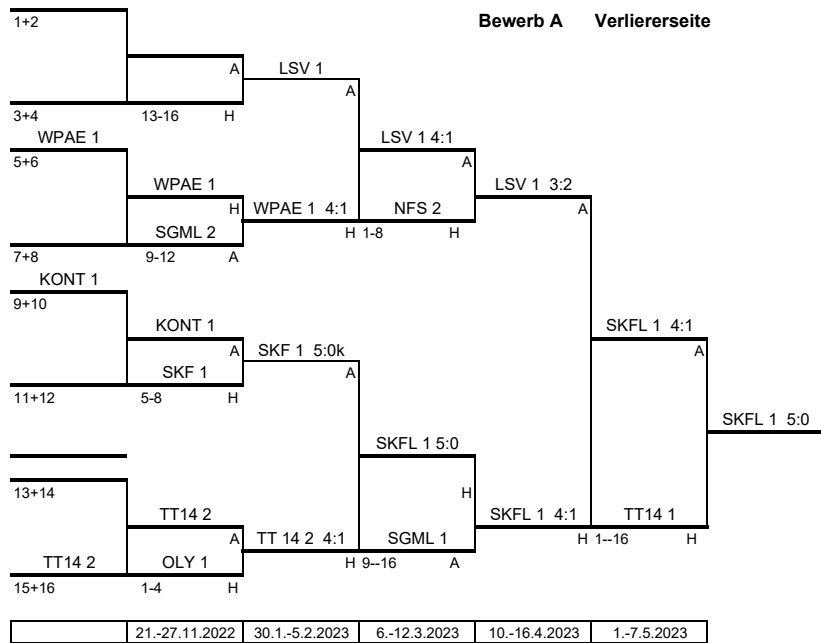 Bewerb A Verliererseite
1+2
A LSV 1
A
3+4 13-16 H
WPAE 1 LSV 1 4:1
5+6 A
WPAE 1 LSV 1 3:2
H WPAE 1 4:1 A
SGML 2 NFS 2
H 1-8 H
7+8 9-12 A
KONT 1
9+10
KONT 1 SKFL 1 4:1
A SKF 1 5:0k A
SKF 1 A
11+12 5-8 H
SKFL 1 5:0
SKFL 1 5:0
13+14 H
TT14 2 SKFL 1 4:1 TT14 1
A TT 14 2 4:1 SGML 1 H 1--16 H
TT14 2 OLY 1 H 9--16 A
15+16 1-4 H
21.-27.11.2022 30.1.-5.2.2023 6.-12.3.2023 10.-16.4.2023 1.-7.5.2023